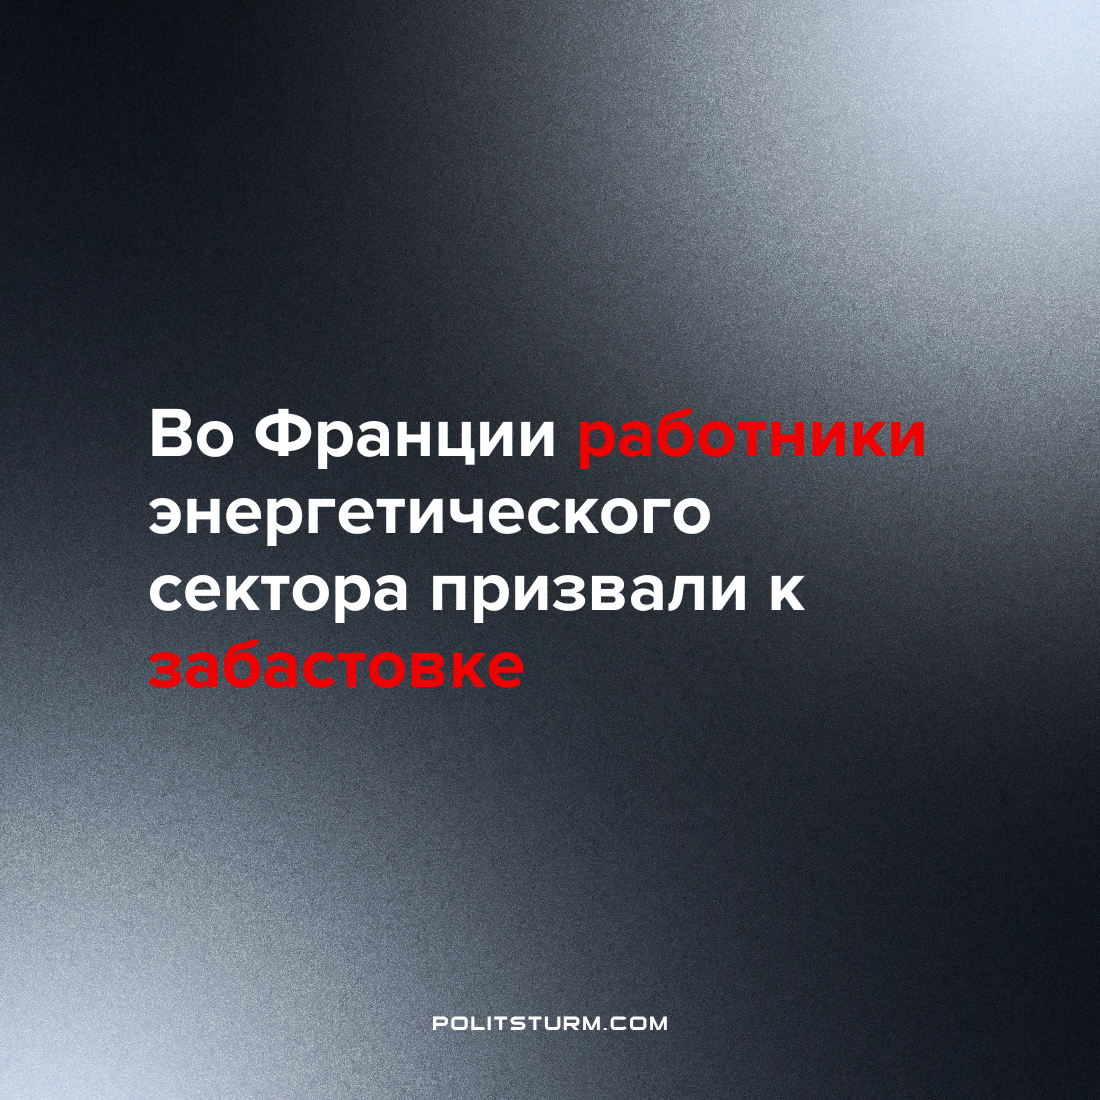 Во Франции работники
энергетического
сектора призвали к
забастовке
POLITSTURM.COM